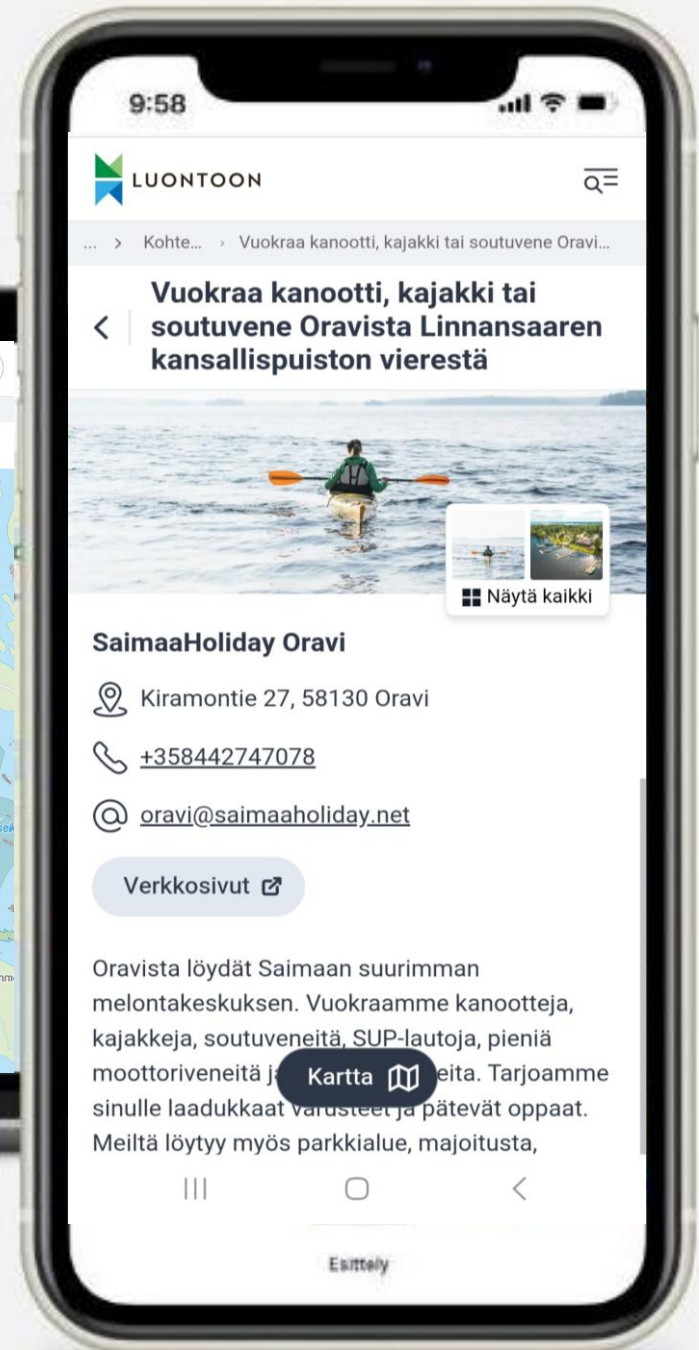 9:58
LUONTOON
... > Kohte... > Vuokraa kanootti, kajakki tai soutuvene Oravi...
Vuokraa kanootti, kajakki tai
soutuvene Oravista Linnansaaren
kansallispuiston vierestä
Näytä kaikki
SaimaaHoliday Oravi
Kiramontie 27, 58130 Oravi
+358442747078
oravi@saimaaholiday.net
Verkkosivut
Oravista löydät Saimaan suurimman
melontakeskuksen. Vuokraamme kanootteja,
kajakkeja, soutuveneitä, SUP-lautoja, pieniä
moottoriveneitä eita. Tarjoamme
Kartta
sinulle laadukkaat varusteet ja pätevät oppaat.
Meiltä löytyy myös parkkialue, majoitusta,
Esittely